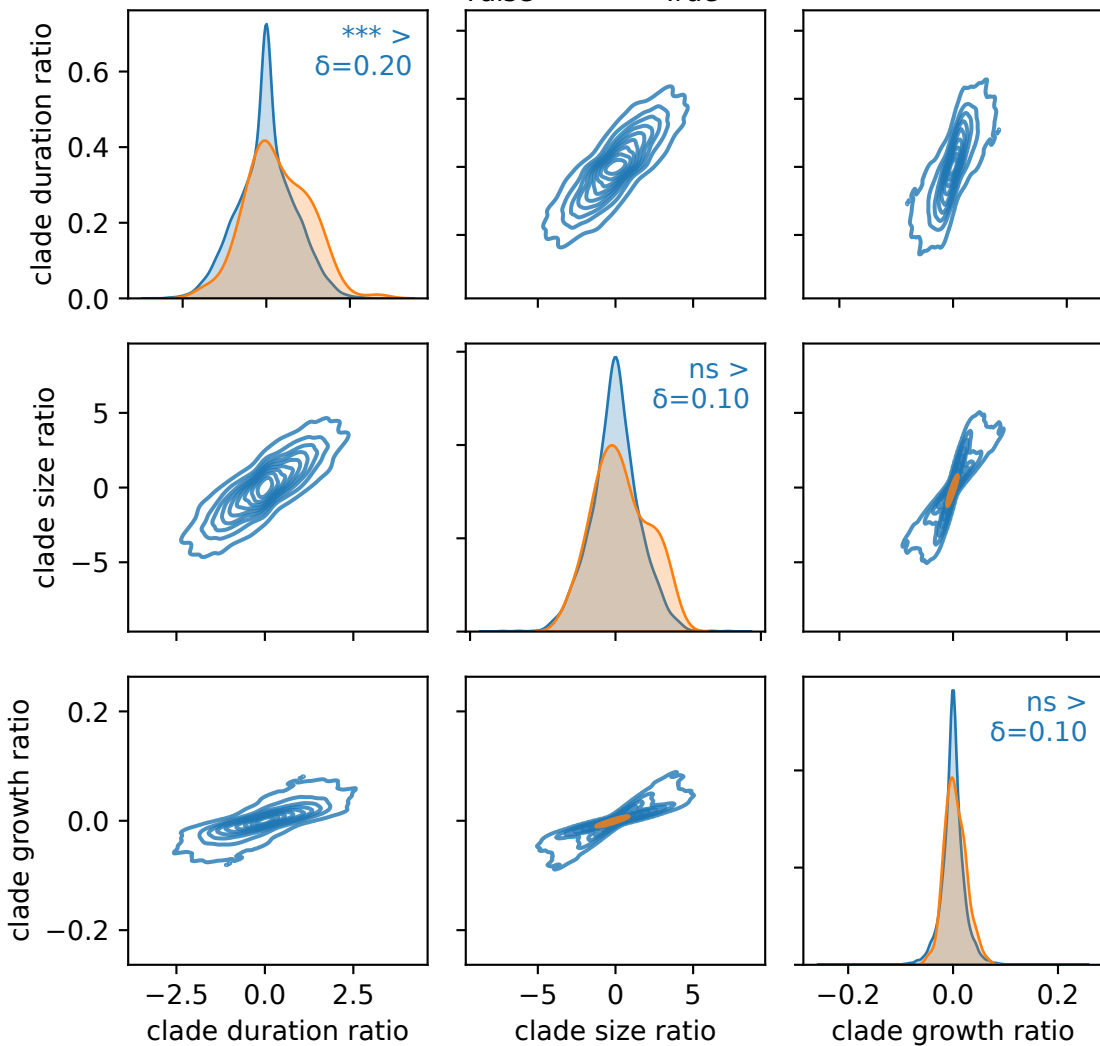 clade duration ratio
0.6
0.4
0.2
0.0
*** >
δ=0.20
clade size ratio
5
0
−5
ns >
δ=0.10
clade growth ratio
0.2
0.0
−0.2
ns >
δ=0.10
−2.5 0.0 2.5
−5 0 5
−0.2 0.0 0.2
clade duration ratio
clade size ratio
clade growth ratio